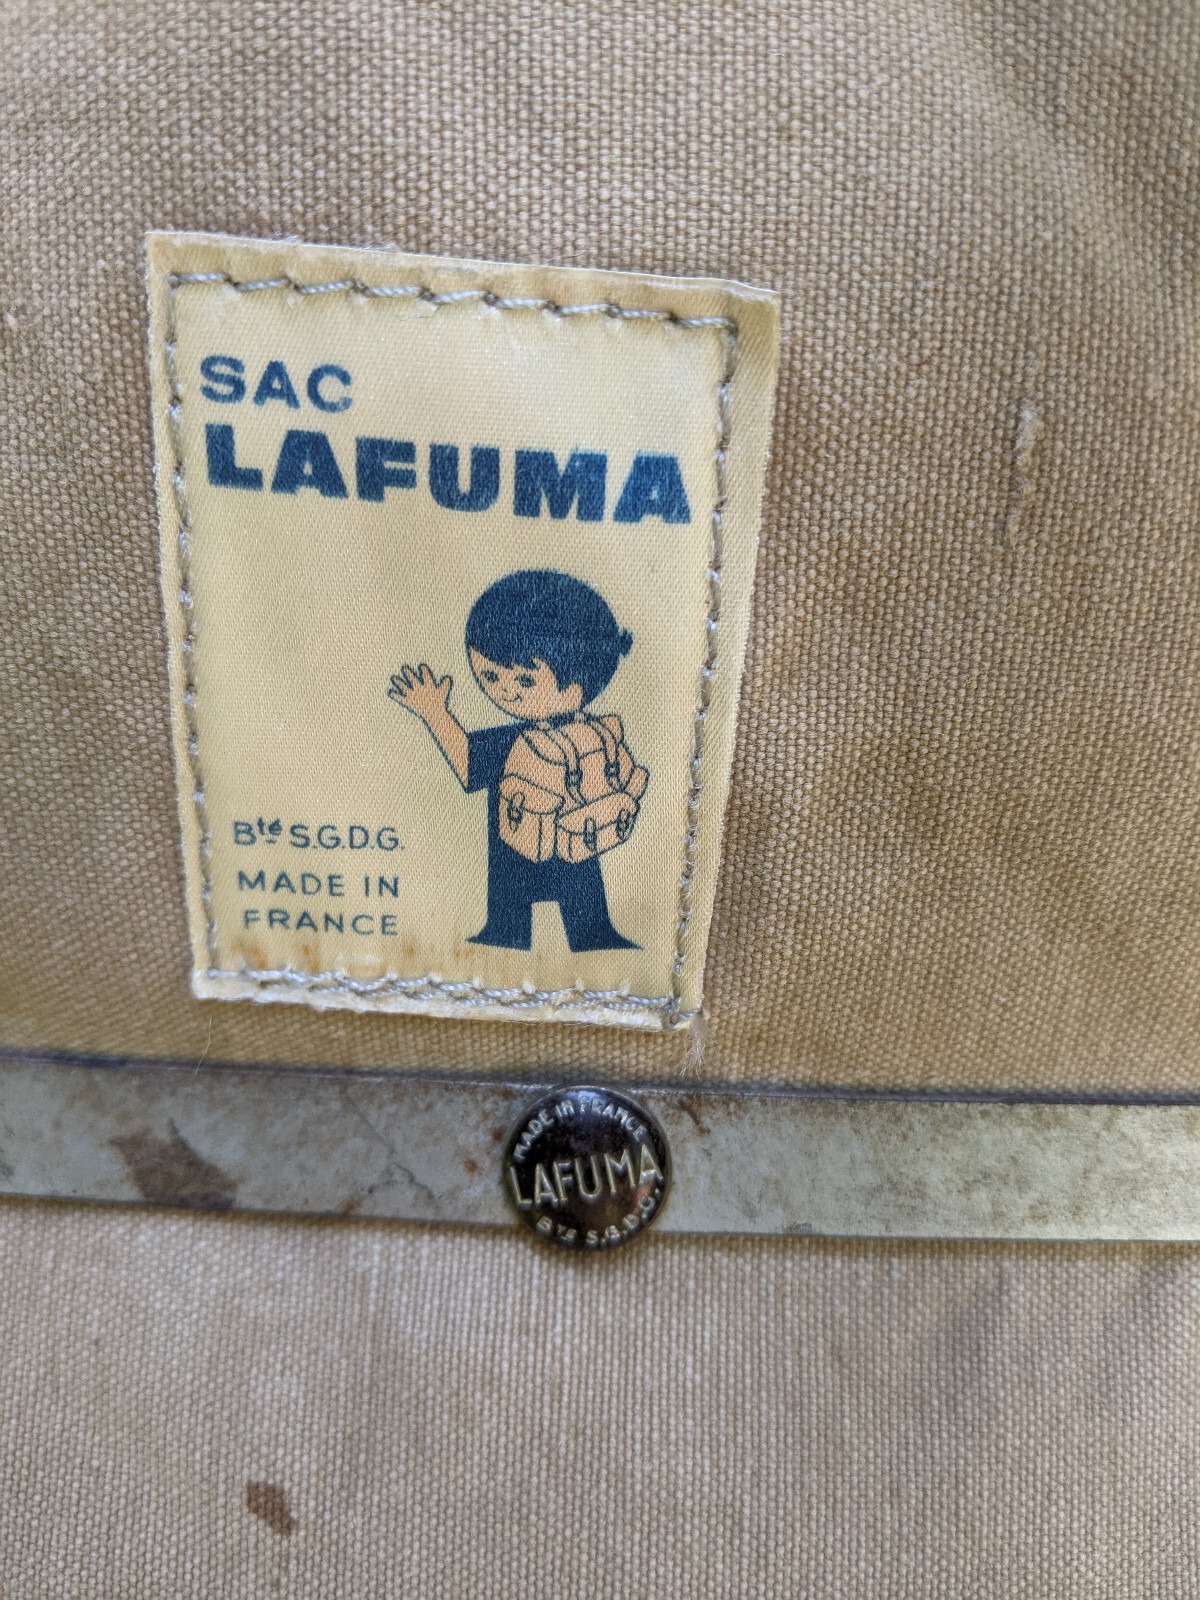 SAC
LAFUMA
Bté S.G.D.G.
MADE IN
FRANCE
MADE IN FRANCE
LAFUMA
BTÉ S.G.D.G.